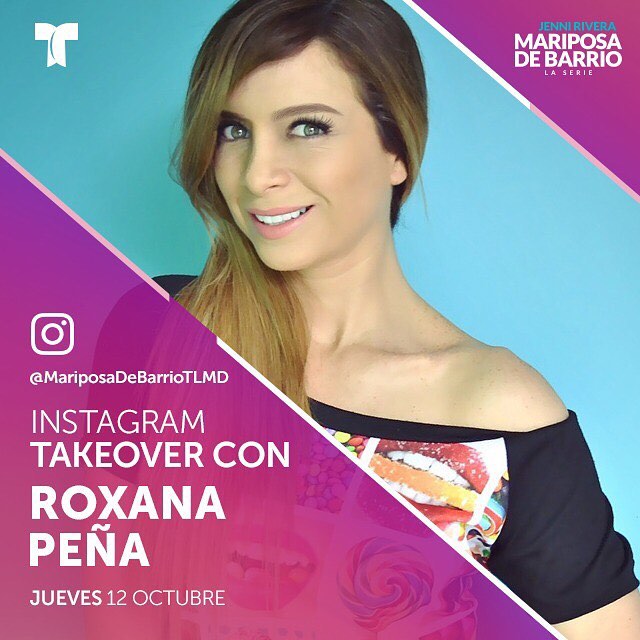 JENNI RIVERA
MARIPOSA
DE BARRIO
LA SERIE
@MariposaDeBarrioTLMD
INSTAGRAM
TAKEOVER CON
ROXANA
PEÑA
JUEVES 12 OCTUBRE